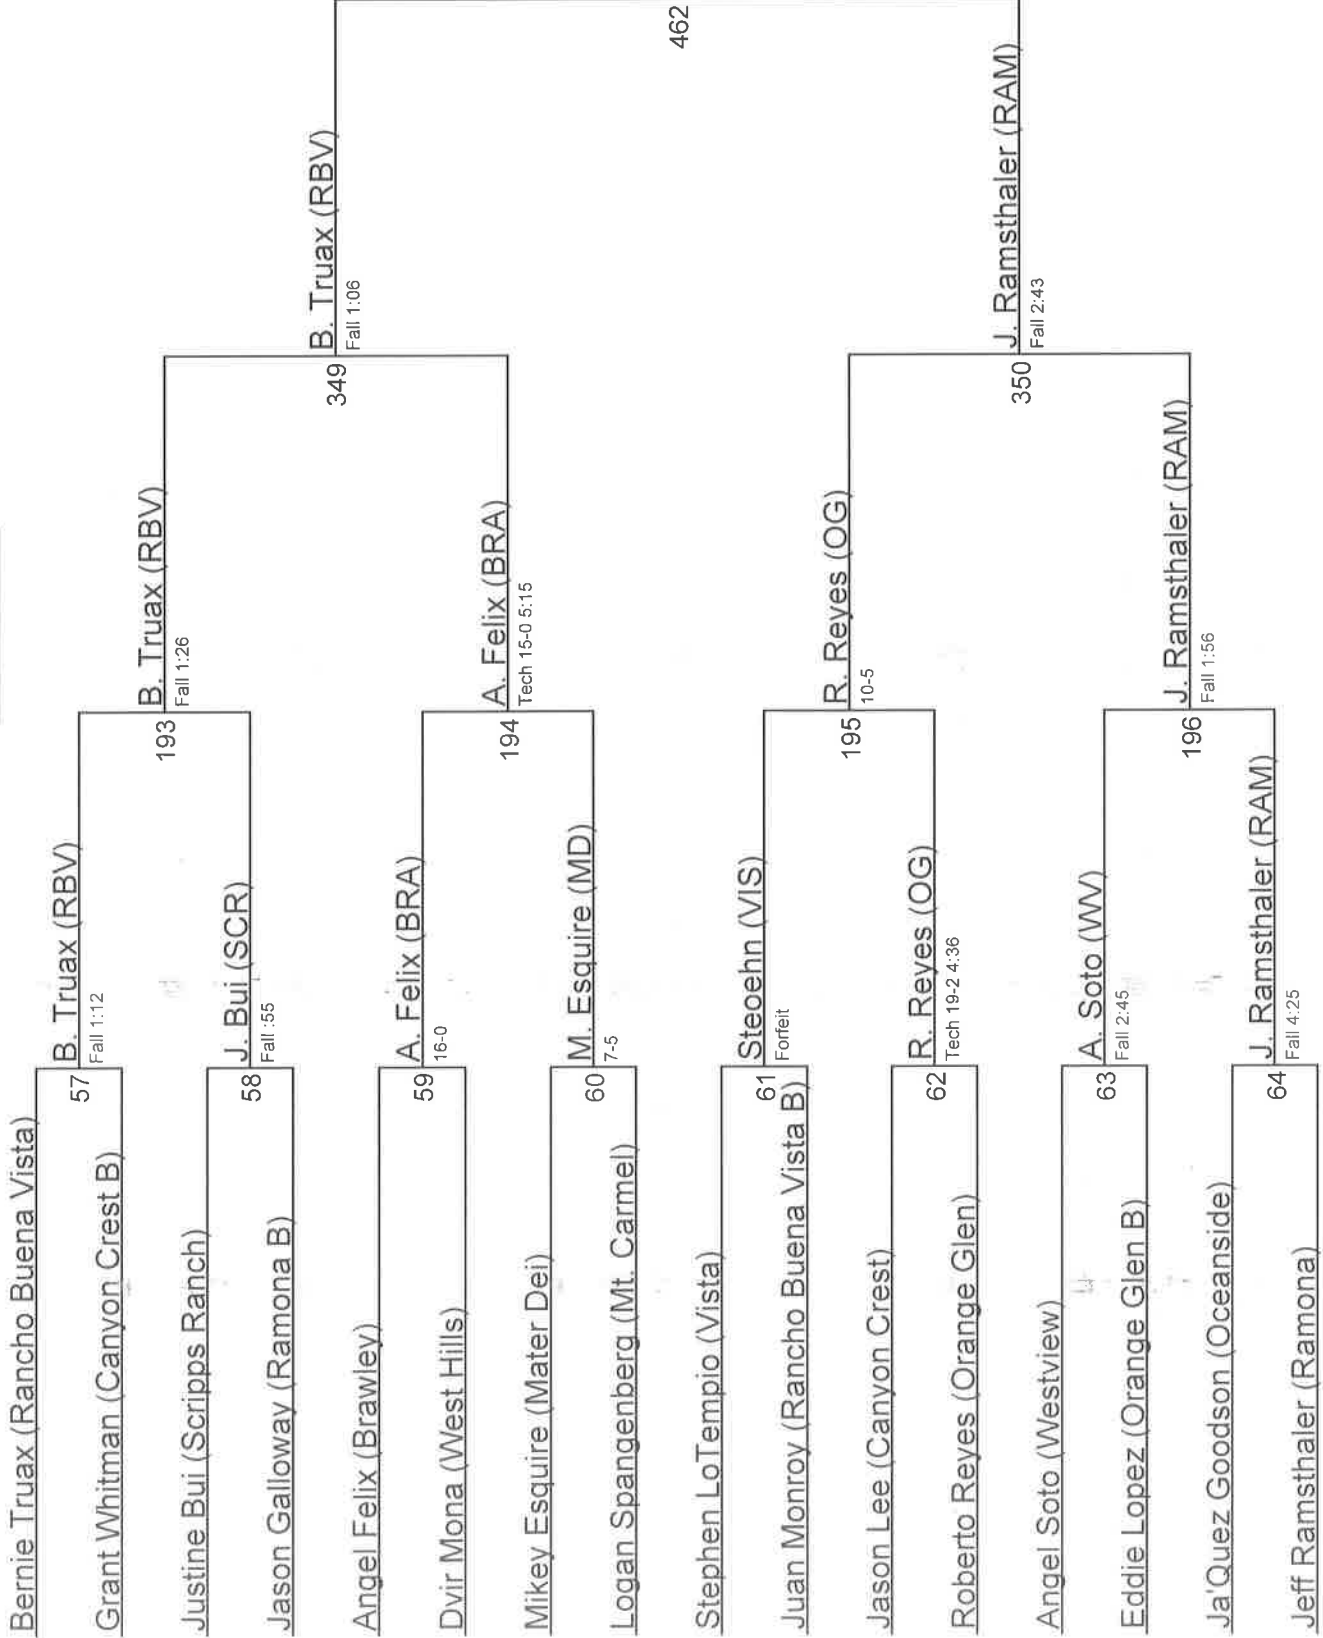 Bernie Truax (Rancho Buena Vista)
Grant Whitman (Canyon Crest B)
Justine Bui (Scripps Ranch)
Jason Galloway (Ramona B)
Angel Felix (Brawley)
Dvir Mona (West Hills)
Mikey Esquire (Mater Dei)
Logan Spangenberg (Mt. Carmel)
Stephen LoTempio (Vista)
Juan Monroy (Rancho Buena Vista B)
Jason Lee (Canyon Crest)
Roberto Reyes (Orange Glen)
Angel Soto (Westview)
Eddie Lopez (Orange Glen B)
Ja'Quez Goodson (Oceanside)
Jeff Ramsthaler (Ramona)
57
58
59
60
61
62
63
64
B. Truax (RBV)
Fall 1:12
J. Bui (SCR)
Fall :55
A. Felix (BRA)
16-0
M. Esquire (MD)
7-5
Steoehn (VIS)
Forfeit
R. Reyes (OG)
Tech 19-2 4:36
A. Soto (WV)
Fall 2:45
J. Ramsthaler (RAM)
Fall 4:25
193
194
195
196
B. Truax (RBV)
Fall 1:26
A. Felix (BRA)
Tech 15-0 5:15
R. Reyes (OG)
10-5
J. Ramsthaler (RAM)
Fall 1:56
349
350
B. Truax (RBV)
Fall 1:06
J. Ramsthaler (RAM)
Fall 2:43
462